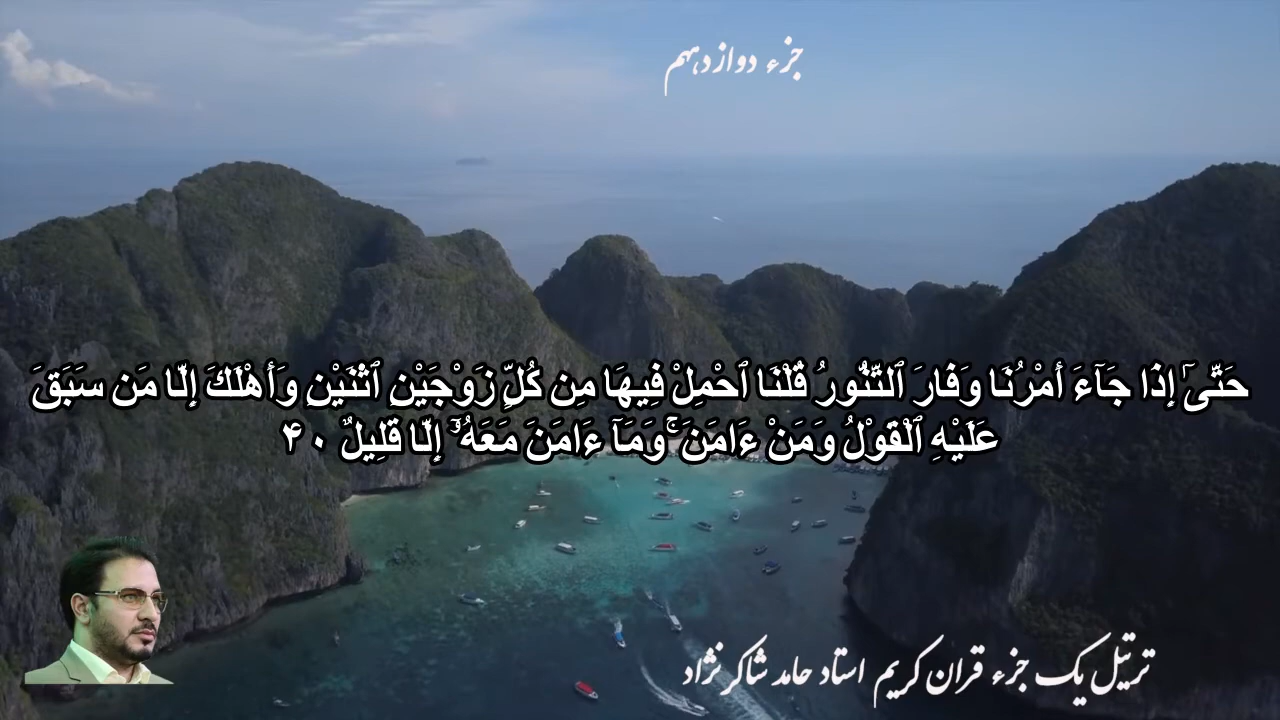 جزء دوازدهم
حَتَّىٰٓ إِذَا جَآءَ أَمْرُنَا وَفَارَ ٱلتَّنُّورُ قُلْنَا ٱحْمِلْ فِيهَا مِن كُلٍّ زَوْجَيْنِ ٱثْنَيْنِ وَأَهْلَكَ إِلَّا مَن سَبَقَ
عَلَيْهِ ٱلْقَوْلُ وَمَنْ ءَامَنَ ۚ وَمَآ ءَامَنَ مَعَهُۥٓ إِلَّا قَلِيلٌ ۴۰
ترتیل یک جزء قران کریم استاد حامد شاکرنژاد